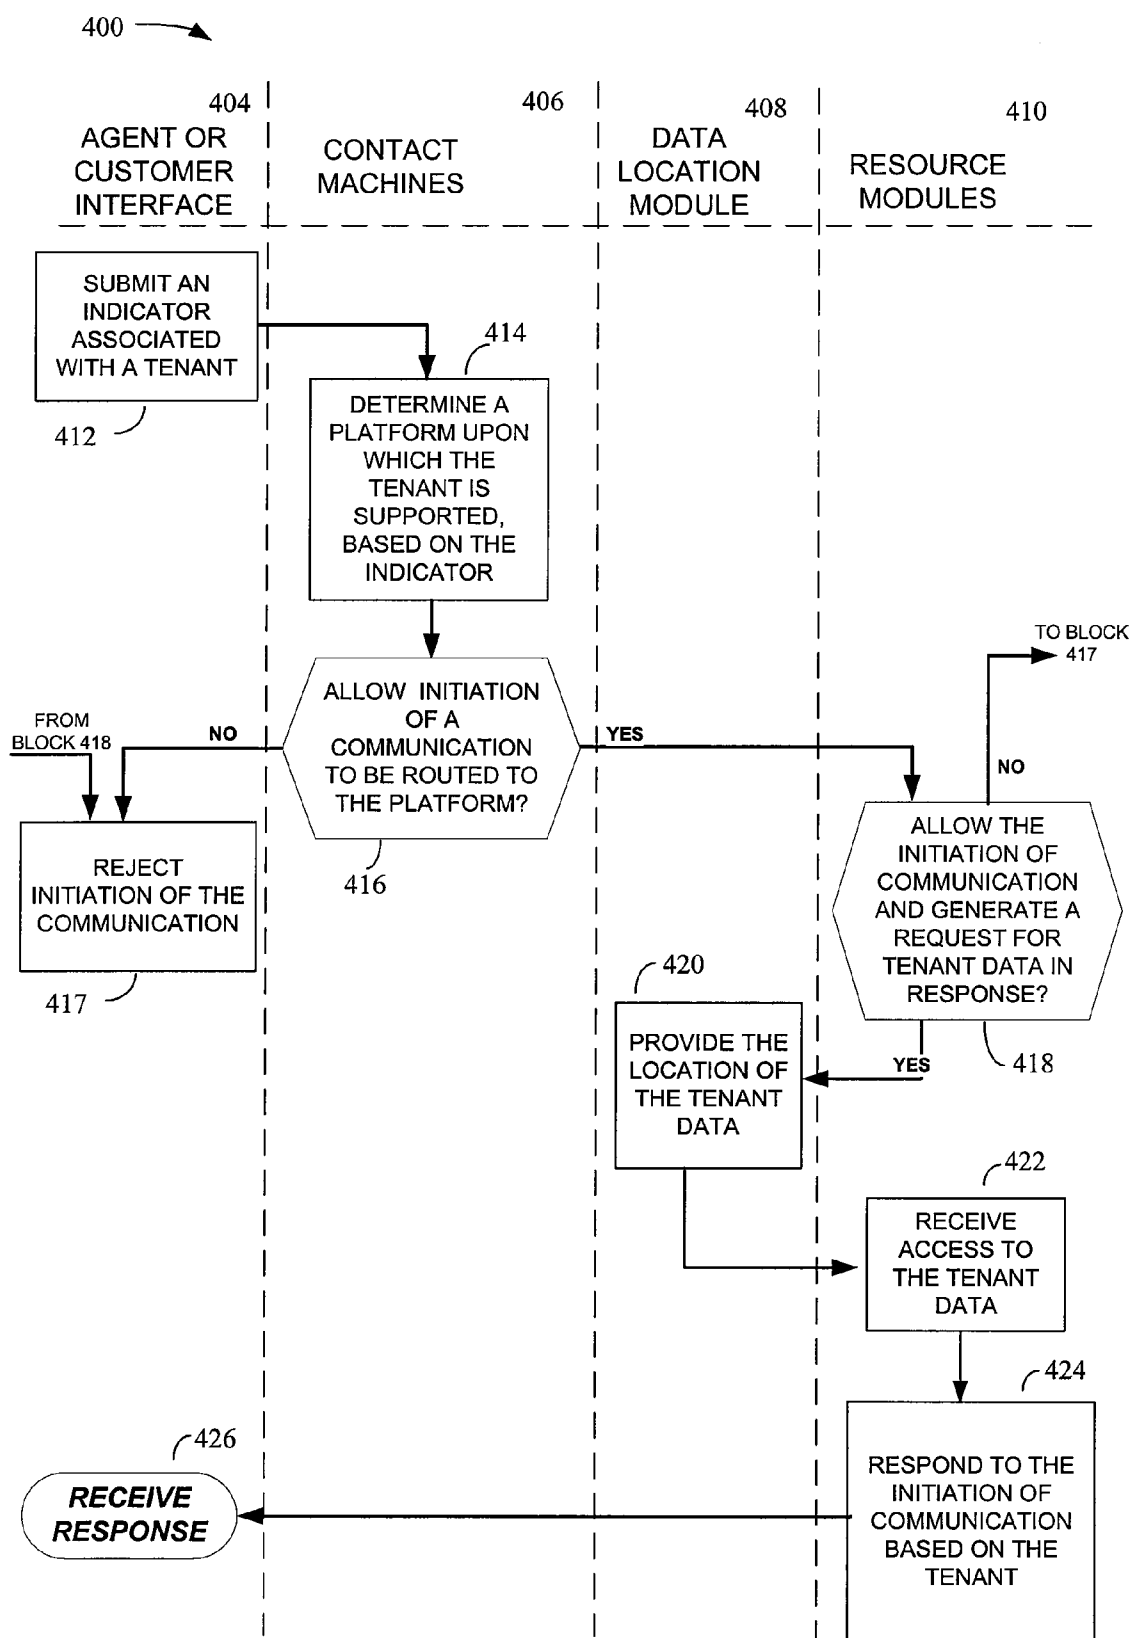 400
404
AGENT OR
CUSTOMER
INTERFACE
406
CONTACT
MACHINES
408
DATA
LOCATION
MODULE
410
RESOURCE
MODULES
SUBMIT AN
INDICATOR
ASSOCIATED
WITH A TENANT
412
414
DETERMINE A
PLATFORM UPON
WHICH THE
TENANT IS
SUPPORTED,
BASED ON THE
INDICATOR
TO BLOCK
417
ALLOW INITIATION
OF A
COMMUNICATION
TO BE ROUTED TO
THE PLATFORM?
416
FROM
BLOCK 418
NO
YES
NO
REJECT
INITIATION OF THE
COMMUNICATION
417
ALLOW THE
INITIATION OF
COMMUNICATION
AND GENERATE A
REQUEST FOR
TENANT DATA IN
RESPONSE?
418
YES
420
PROVIDE THE
LOCATION OF
THE TENANT
DATA
422
RECEIVE
ACCESS TO
THE TENANT
DATA
424
RESPOND TO THE
INITIATION OF
COMMUNICATION
BASED ON THE
TENANT
426
RECEIVE
RESPONSE